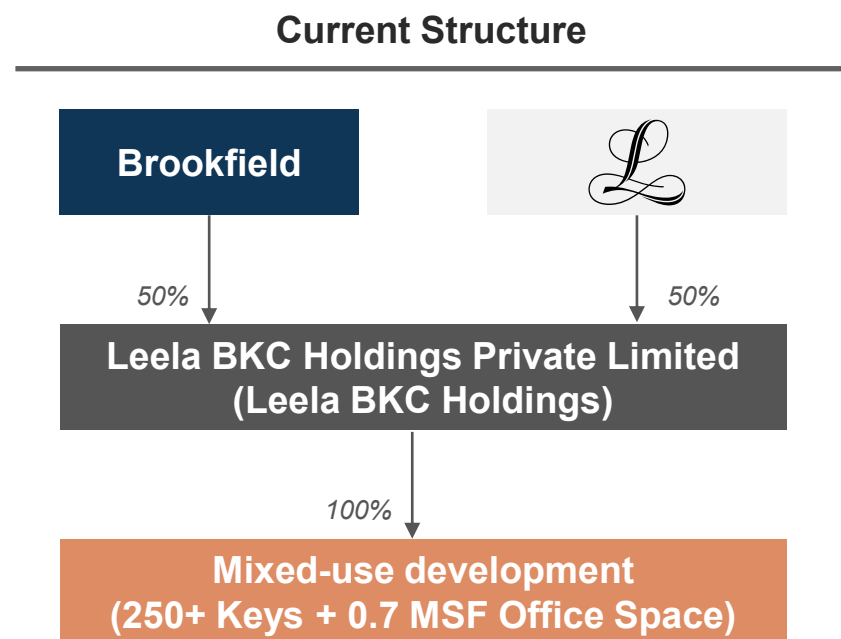 Current Structure
Brookfield
L
50%
50%
Leela BKC Holdings Private Limited
(Leela BKC Holdings)
100%
Mixed-use development
(250+ Keys + 0.7 MSF Office Space)